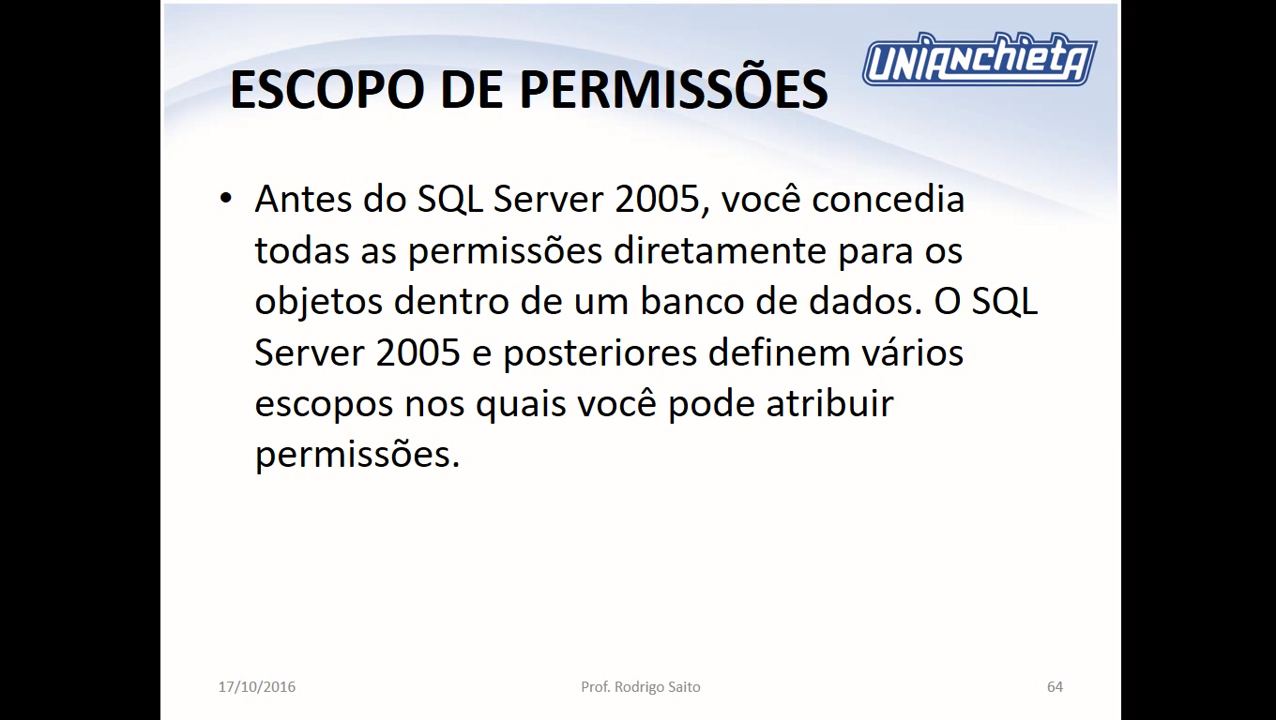 UNIANCHIETA
ESCOPO DE PERMISSÕES
• Antes do SQL Server 2005, você concedia
todas as permissões diretamente para os
objetos dentro de um banco de dados. O SQL
Server 2005 e posteriores definem vários
escopos nos quais você pode atribuir
permissões.
17/10/2016 Prof. Rodrigo Saito 64